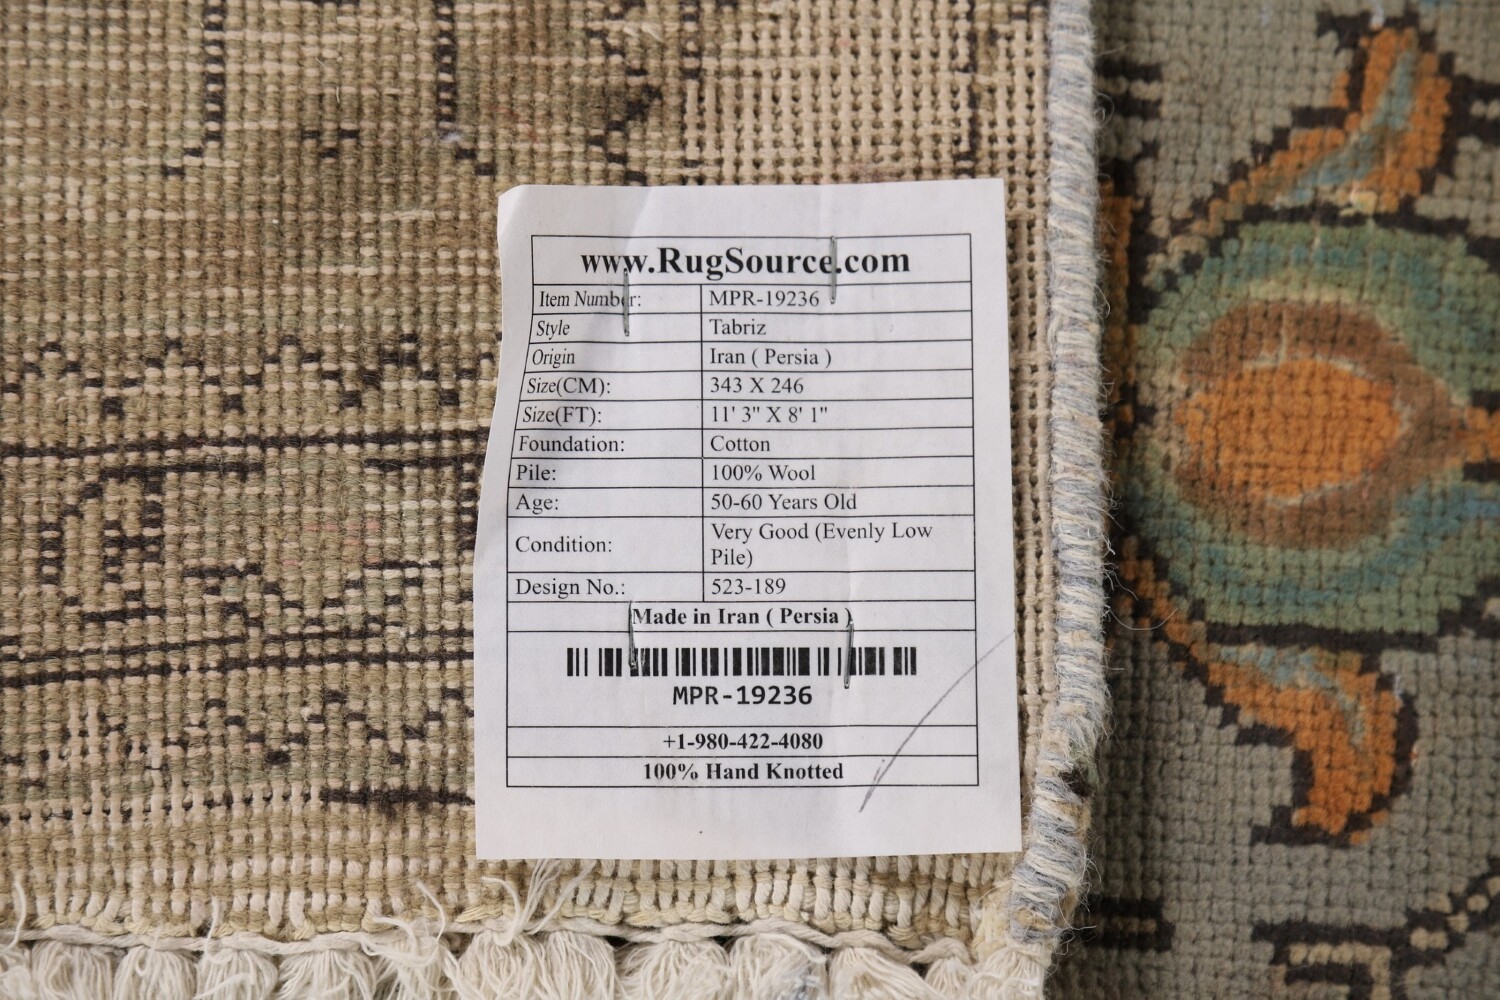 www.RugSource.com
Item Number: MPR-19236
Style Tabriz
Origin Iran ( Persia )
Size(CM): 343 X 246
Size(FT): 11' 3" X 8' 1"
Foundation: Cotton
Pile: 100% Wool
Age: 50-60 Years Old
Condition: Very Good (Evenly Low
Pile)
Design No.: 523-189
Made in Iran ( Persia )
MPR-19236
+1-980-422-4080
100% Hand Knotted